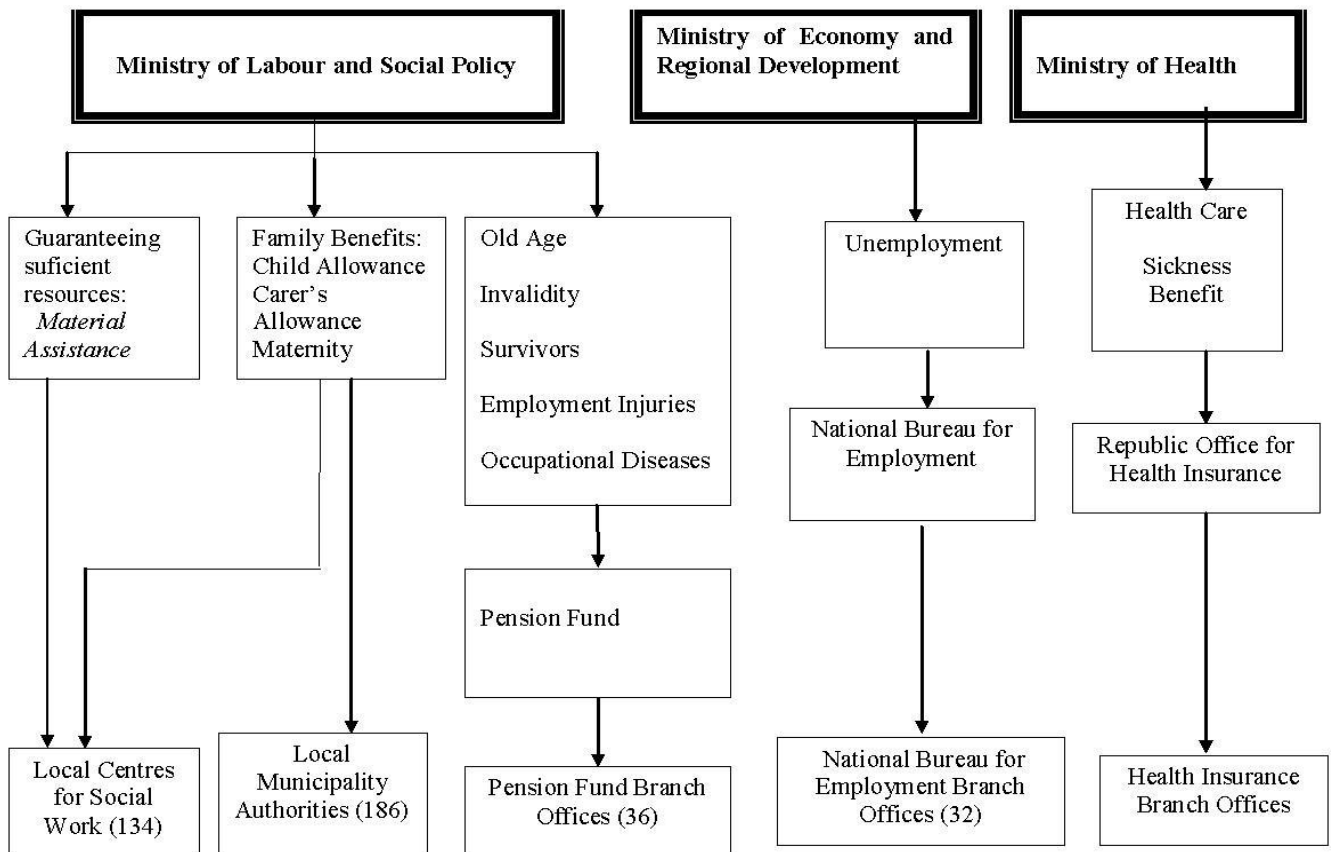 Ministry of Labour and Social Policy
Ministry of Economy and
Regional Development
Ministry of Health
Guaranteeing
suficient
resources:
Material
Assistance
Family Benefits:
Child Allowance
Carer's
Allowance
Maternity
Old Age
Invalidity
Survivors
Employment Injuries
Occupational Diseases
Unemployment
Health Care
Sickness
Benefit
National Bureau for
Employment
Republic Office for
Health Insurance
Pension Fund
Local Centres
for Social
Work (134)
Local
Municipality
Authorities (186)
Pension Fund Branch
Offices (36)
National Bureau for
Employment Branch
Offices (32)
Health Insurance
Branch Offices